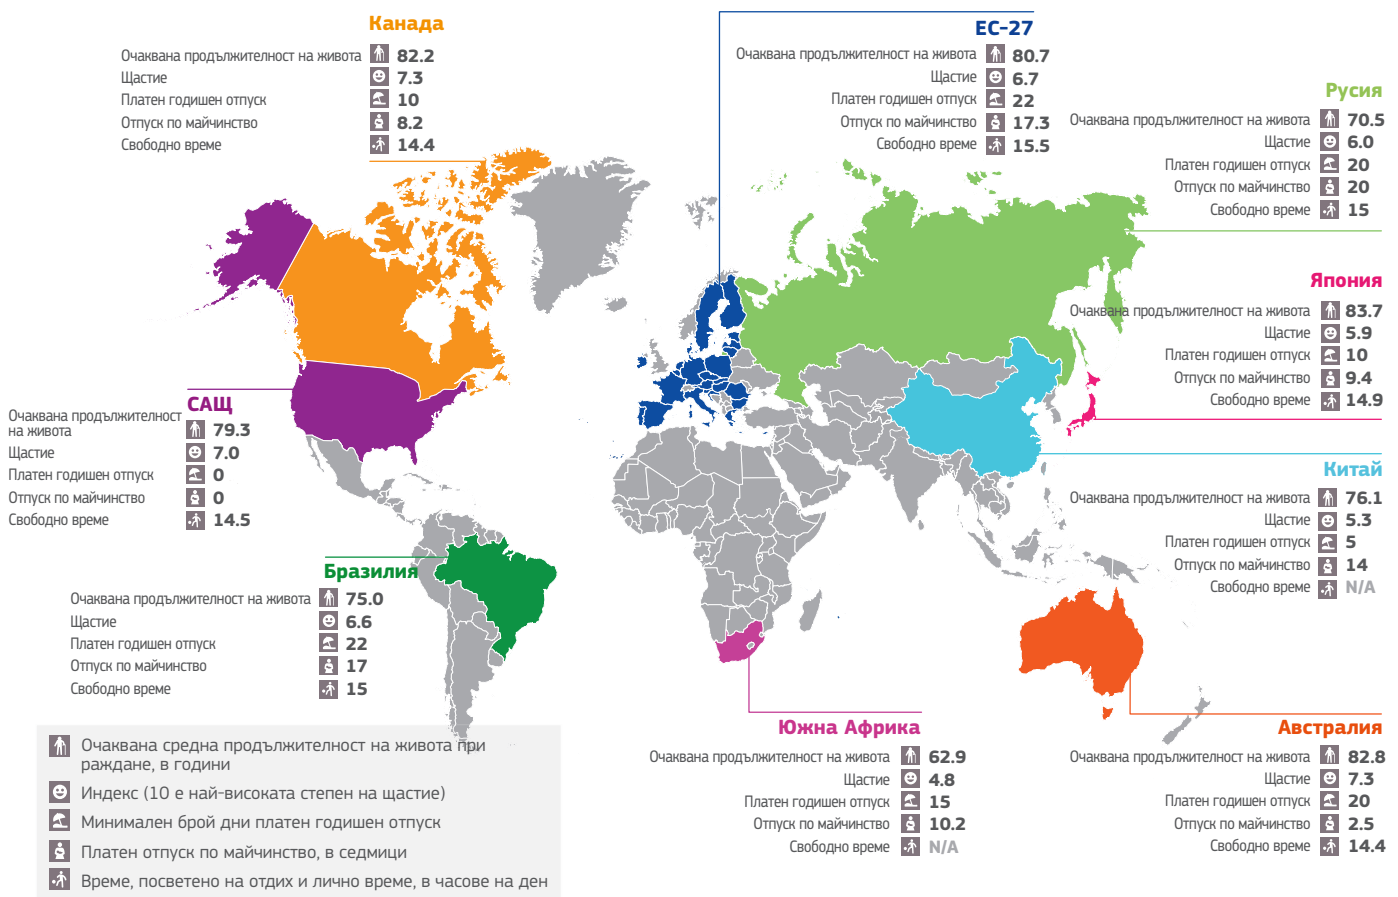 Канада
Очаквана продължителност на живота 82.2
Щастие 7.3
Платен годишен отпуск 10
Отпуск по майчинство 8.2
Свободно време 14.4
ЕС-27
Очаквана продължителност на живота 80.7
Щастие 6.7
Платен годишен отпуск 22
Отпуск по майчинство 17.3
Свободно време 15.5
Русия
Очаквана продължителност на живота 70.5
Щастие 6.0
Платен годишен отпуск 20
Отпуск по майчинство 20
Свободно време 15
Япония
Очаквана продължителност на живота 83.7
Щастие 5.9
Платен годишен отпуск 10
Отпуск по майчинство 9.4
Свободно време 14.9
САЩ
Очаквана продължителност
на живота 79.3
Щастие 7.0
Платен годишен отпуск 0
Отпуск по майчинство 0
Свободно време 14.5
Китай
Очаквана продължителност на живота 76.1
Щастие 5.3
Платен годишен отпуск 5
Отпуск по майчинство 14
Свободно време N/A
Бразилия
Очаквана продължителност на живота 75.0
Щастие 6.6
Платен годишен отпуск 22
Отпуск по майчинство 17
Свободно време 15
Южна Африка
Очаквана продължителност на живота 62.9
Щастие 4.8
Платен годишен отпуск 15
Отпуск по майчинство 10.2
Свободно време N/A
Австралия
Очаквана продължителност на живота 82.8
Щастие 7.3
Платен годишен отпуск 20
Отпуск по майчинство 2.5
Свободно време 14.4
Очаквана средна продължителност на живота при
раждане, в години
Индекс (10 е най-високата степен на щастие)
Минимален брой дни платен годишен отпуск
Платен отпуск по майчинство, в седмици
Време, посветено на отдих и лично време, в часове на ден